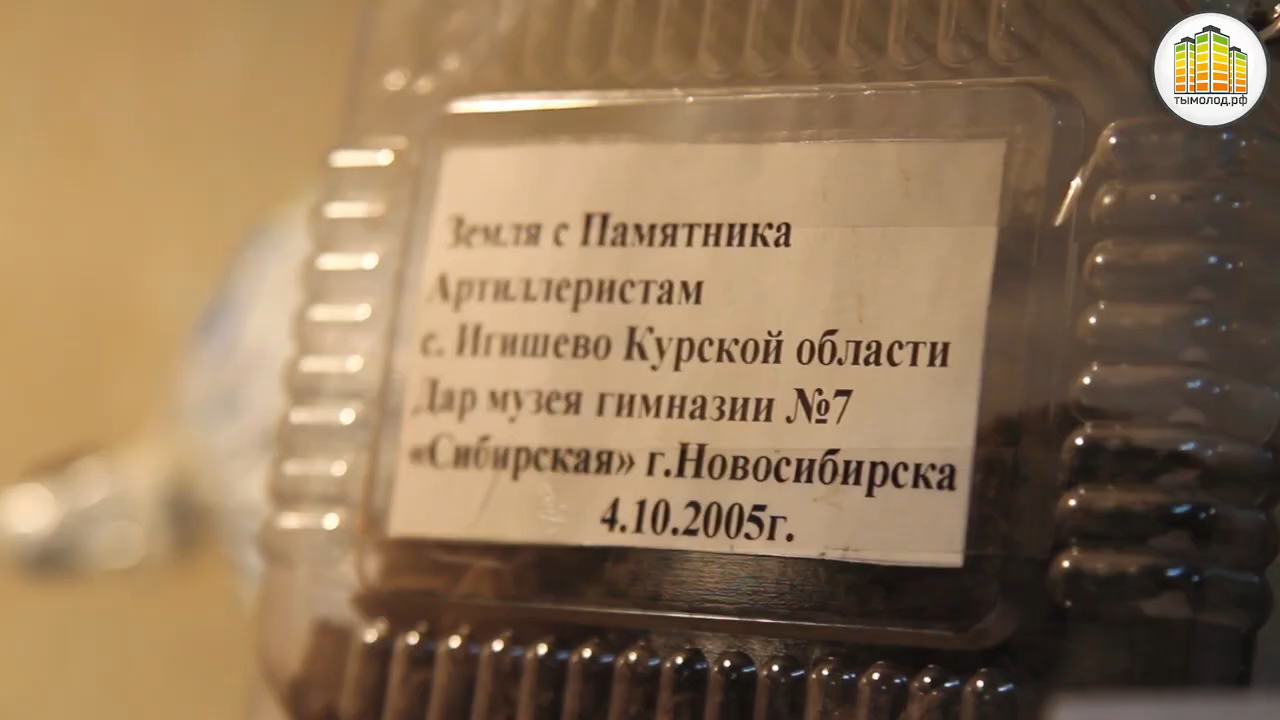 Земля с Памятника
Артиллеристам
с. Игишево Курской области
Дар музея гимназии №7
«Сибирская» г.Новосибирска
4.10.2005г.
ТЫМОЛОД.РФ